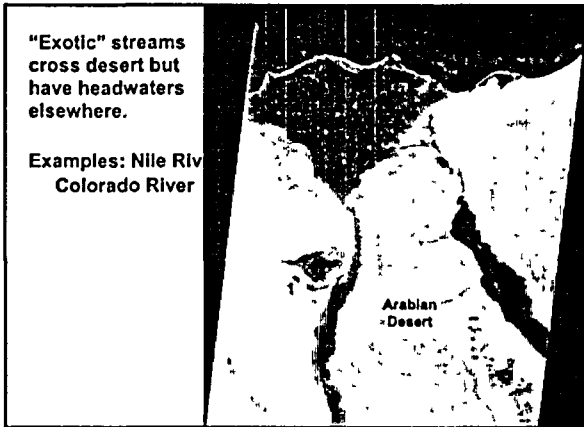 “Exotic” streams
cross desert but
have headwaters
elsewhere.
Examples: Nile Riv
Colorado River
Arabian
Desert